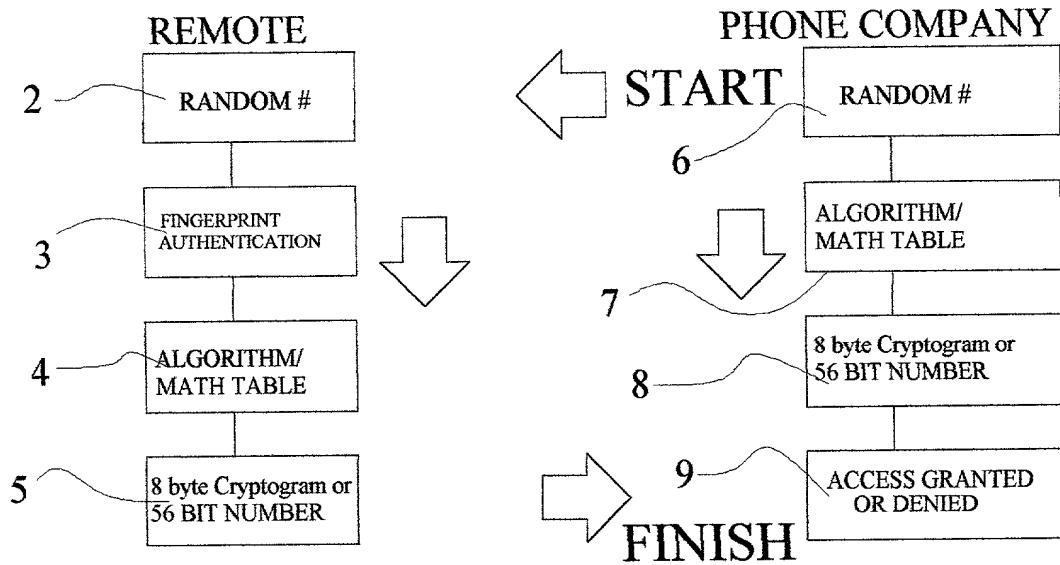 REMOTE
2
RANDOM #
3
FINGERPRINT
AUTHENTICATION
4
ALGORITHM/
MATH TABLE
5
8 byte Cryptogram or
56 BIT NUMBER
START
FINISH
PHONE COMPANY
RANDOM #
6
ALGORITHM/
MATH TABLE
7
8 byte Cryptogram or
56 BIT NUMBER
8
9
ACCESS GRANTED
OR DENIED